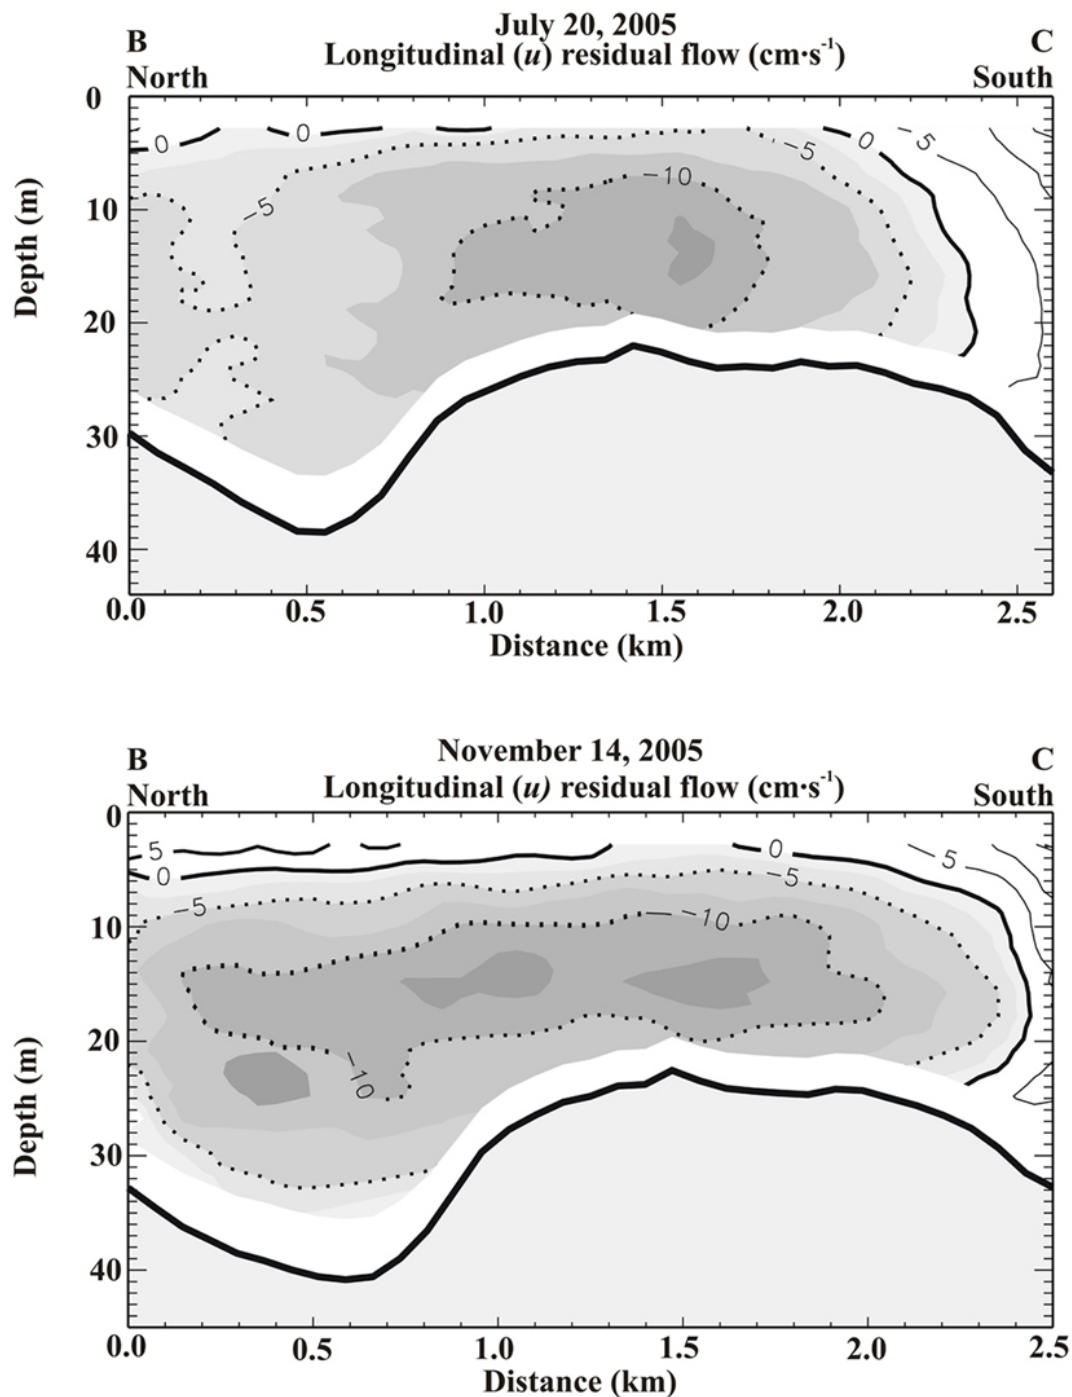 July 20, 2005
B Longitudinal (u) residual flow (cm·s⁻¹) C
North South
0
10
20
30
40
Depth (m)
0 0 −5 −10 −5 0 −5
0.0 0.5 1.0 1.5 2.0 2.5
Distance (km)
November 14, 2005
B Longitudinal (u) residual flow (cm·s⁻¹) C
North South
0
10
20
30
40
Depth (m)
5 0 −5 −10 −10 −5 0 5
0.0 0.5 1.0 1.5 2.0 2.5
Distance (km)